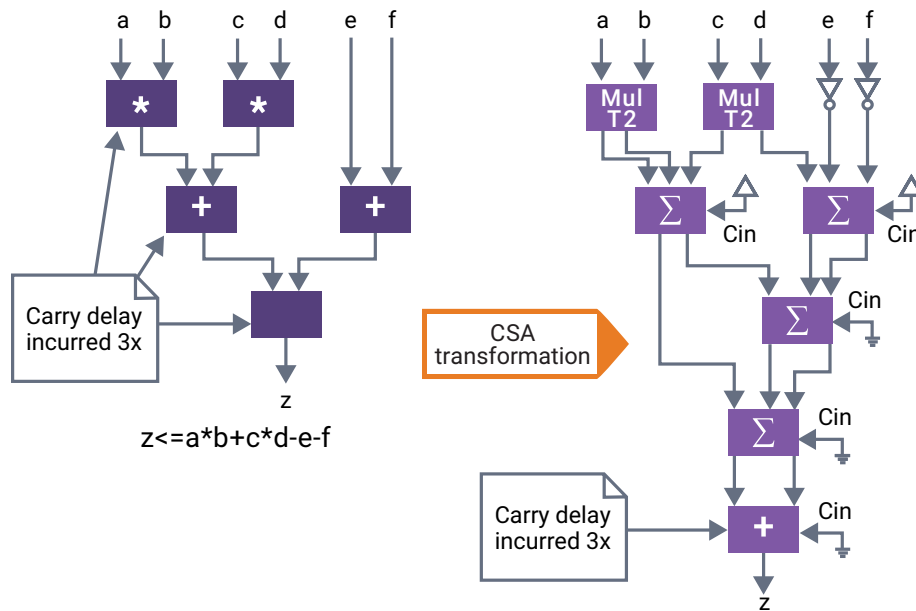 a b c d e f
* *
+ +
Carry delay
incurred 3x
z
z<=a*b+c*d-e-f
CSA
transformation
a b c d e f
Mul
T2
Mul
T2
Σ Cin
Σ Cin
Σ Cin
Σ Cin
Carry delay
incurred 3x
+ Cin
z